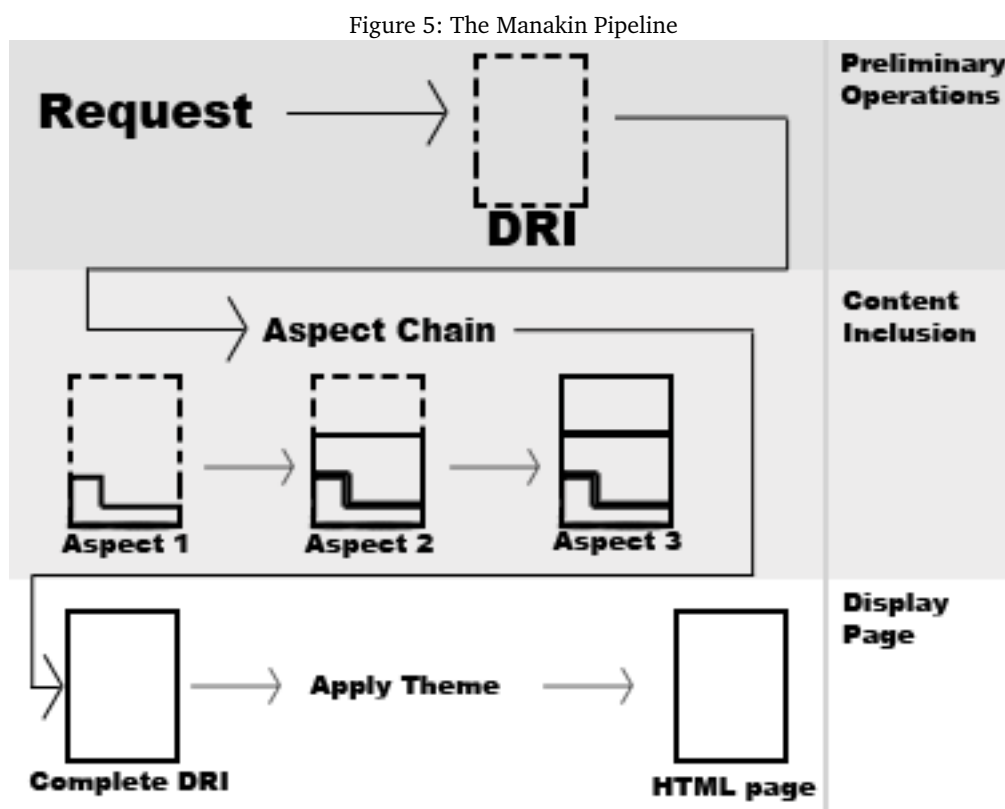 Figure 5: The Manakin Pipeline
Preliminary
Operations
Request
DRI
Content
Inclusion
Aspect Chain
Aspect 1
Aspect 2
Aspect 3
Display
Page
Apply Theme
Complete DRI
HTML page